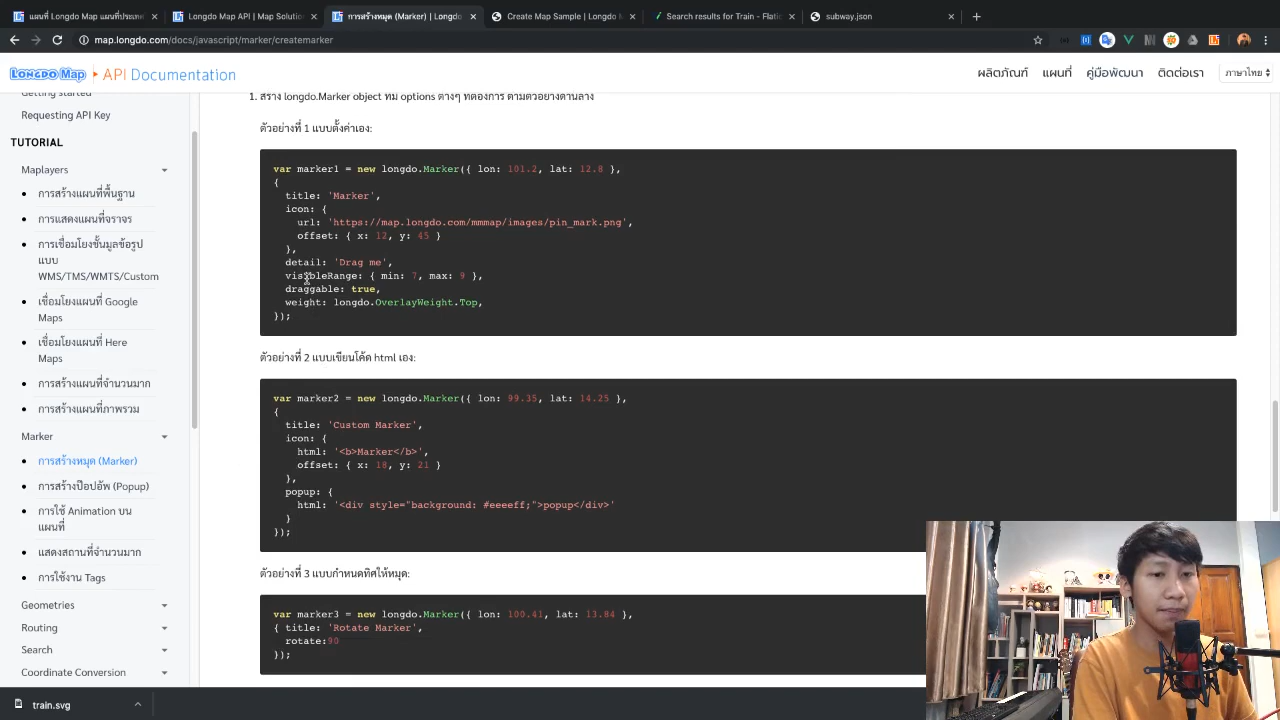 แผนที่ Longdo Map แผนที่ประเทศ
Longdo Map API | Map Solution
การสร้างหมุด (Marker) | Longdo
Create Map Sample | Longdo M
Search results for Train - Flatic
subway.json
map.longdo.com/docs/javascript/marker/createmarker
Longdo Map
API Documentation
ผลิตภัณฑ์
แผนที่
คู่มือพัฒนา
ติดต่อเรา
ภาษาไทย
Getting started
Requesting API Key
TUTORIAL
Maplayers
การสร้างแผนที่พื้นฐาน
การแสดงแผนที่จราจร
การเชื่อมโยงชั้นมูลข้อรูป
แบบ
WMS/TMS/WMTS/Custom
เชื่อมโยงแผนที่ Google
Maps
เชื่อมโยงแผนที่ Here
Maps
การสร้างแผนที่จำนวนมาก
การสร้างแผนที่ภาพรวม
Marker
การสร้างหมุด (Marker)
การสร้างป๊อปอัพ (Popup)
การใช้ Animation บน
แผนที่
แสดงสถานที่จำนวนมาก
การใช้งาน Tags
Geometries
Routing
Search
Coordinate Conversion
1. สร้าง longdo.Marker object ที่มี options ต่างๆ ที่ต้องการ ตามตัวอย่างด้านล่าง
ตัวอย่างที่ 1 แบบตั้งค่าเอง:
var marker1 = new longdo.Marker({ lon: 101.2, lat: 12.8 },
{
title: 'Marker',
icon: {
url: 'https://map.longdo.com/mmmap/images/pin_mark.png',
offset: { x: 12, y: 45 }
},
detail: 'Drag me',
visibleRange: { min: 7, max: 9 },
draggable: true,
weight: longdo.OverlayWeight.Top,
});
ตัวอย่างที่ 2 แบบเขียนโค้ด html เอง:
var marker2 = new longdo.Marker({ lon: 99.35, lat: 14.25 },
{
title: 'Custom Marker',
icon: {
html: '<b>Marker</b>',
offset: { x: 18, y: 21 }
},
popup: {
html: '<div style="background: #eeeeff;">popup</div>'
}
});
ตัวอย่างที่ 3 แบบกำหนดทิศให้หมุด:
var marker3 = new longdo.Marker({ lon: 100.41, lat: 13.84 },
{ title: 'Rotate Marker',
rotate:90
});
train.svg